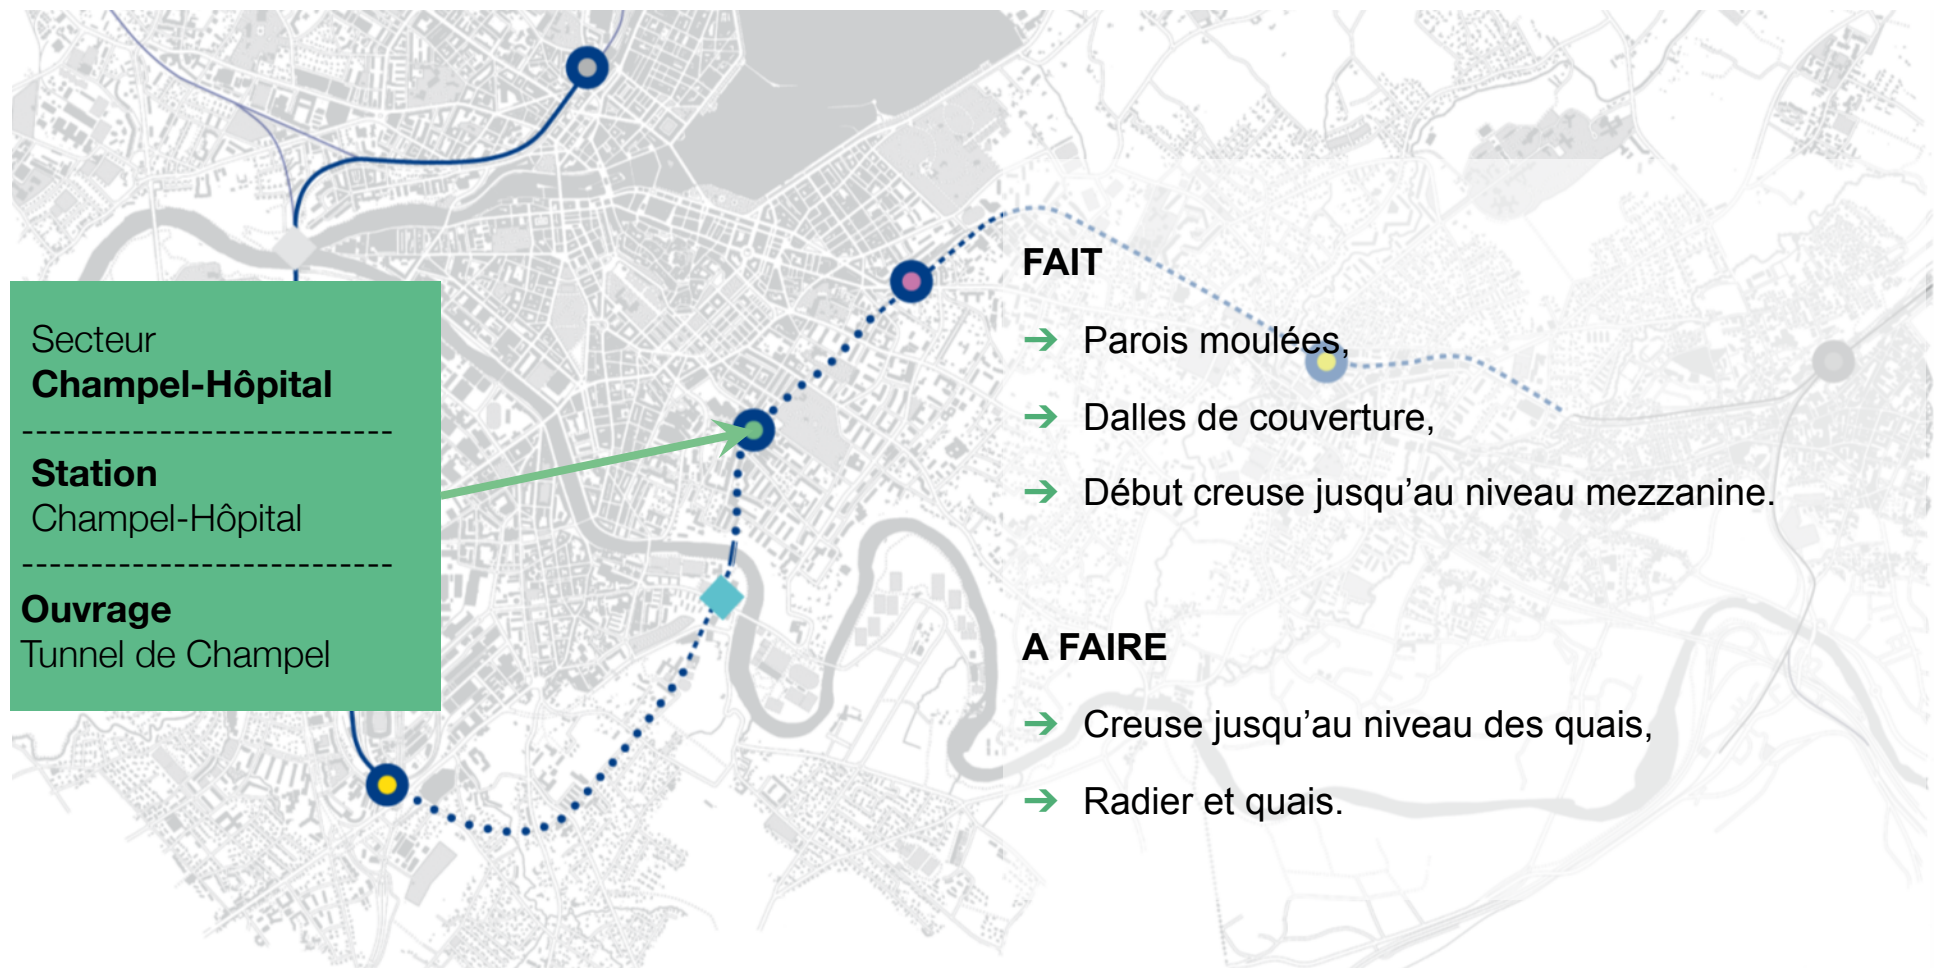 Secteur
Champel-Hôpital
---------------------------
Station
Champel-Hôpital
---------------------------
Ouvrage
Tunnel de Champel
FAIT
➔ Parois moulées,
➔ Dalles de couverture,
➔ Début creuse jusqu’au niveau mezzanine.
A FAIRE
➔ Creuse jusqu’au niveau des quais,
➔ Radier et quais.